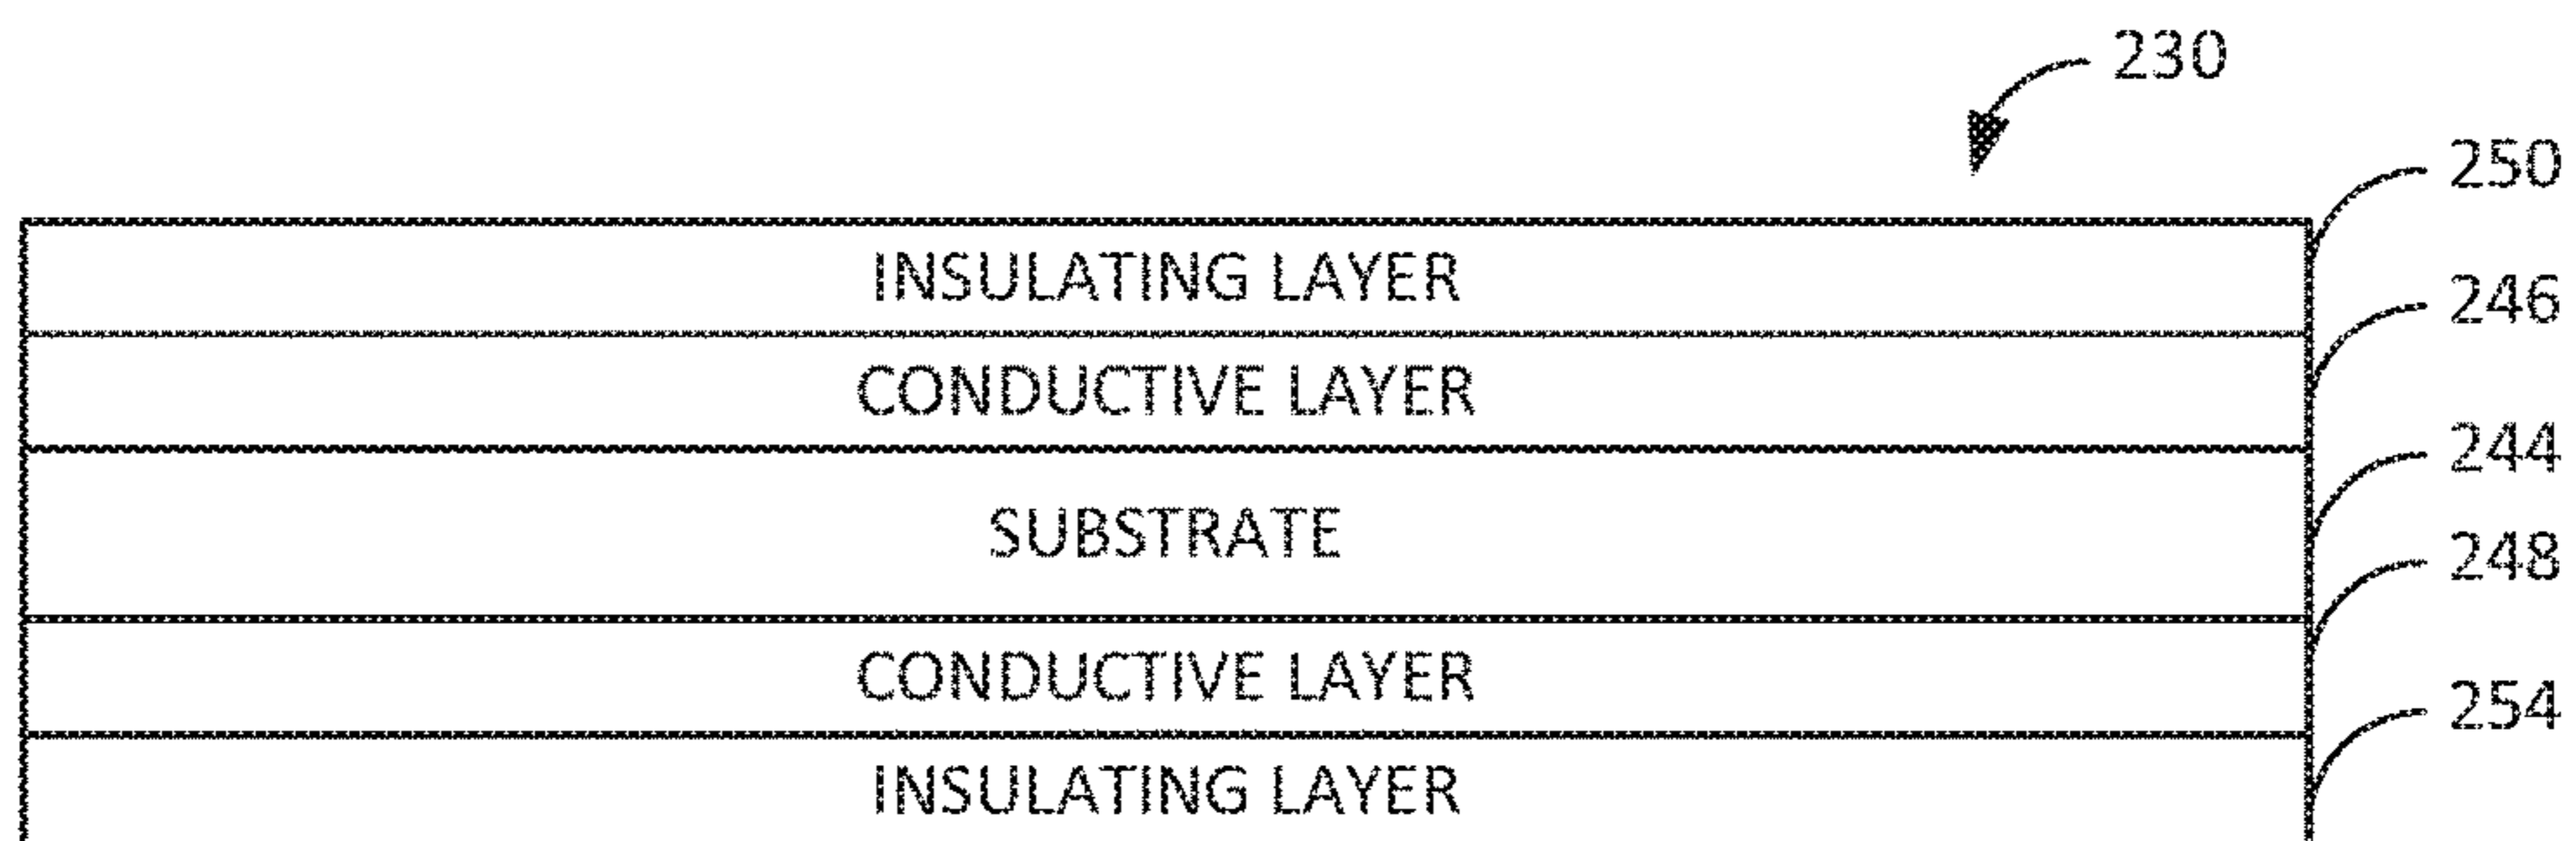 230
250
INSULATING LAYER
246
CONDUCTIVE LAYER
244
SUBSTRATE
248
CONDUCTIVE LAYER
254
INSULATING LAYER